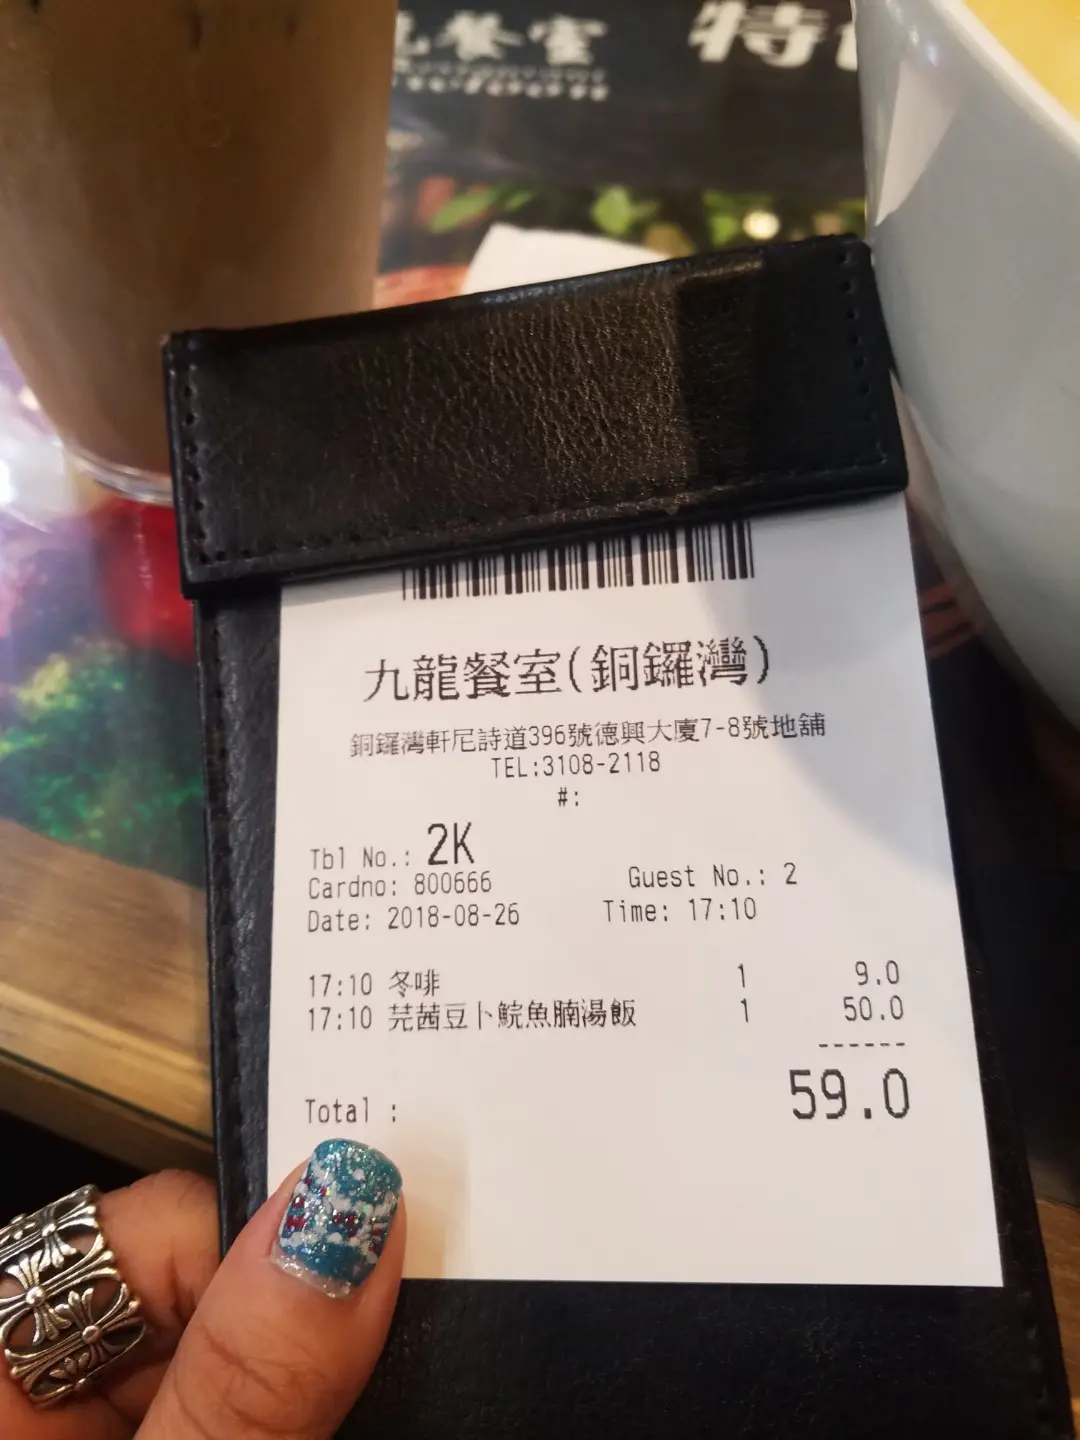 餐室 特
九龍餐室(銅鑼灣)
銅鑼灣軒尼詩道396號德興大廈7-8號地舖
TEL:3108-2118
#:
Tbl No.: 2K
Cardno: 800666 Guest No.: 2
Date: 2018-08-26 Time: 17:10
17:10 冬啡 1 9.0
17:10 芫茜豆卜鯇魚腩湯飯 1 50.0
------
Total : 59.0